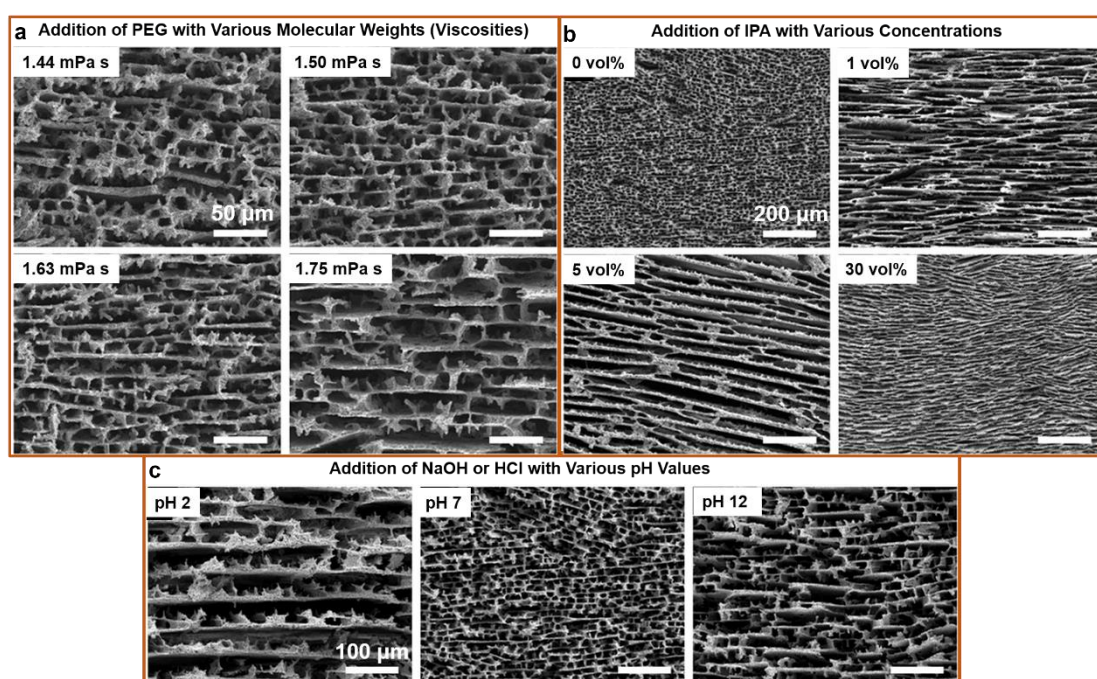 a Addition of PEG with Various Molecular Weights (Viscosities)
1.44 mPa s
1.50 mPa s
50 μm
1.63 mPa s
1.75 mPa s
b Addition of IPA with Various Concentrations
0 vol%
1 vol%
200 μm
5 vol%
30 vol%
c Addition of NaOH or HCl with Various pH Values
pH 2
pH 7
pH 12
100 μm